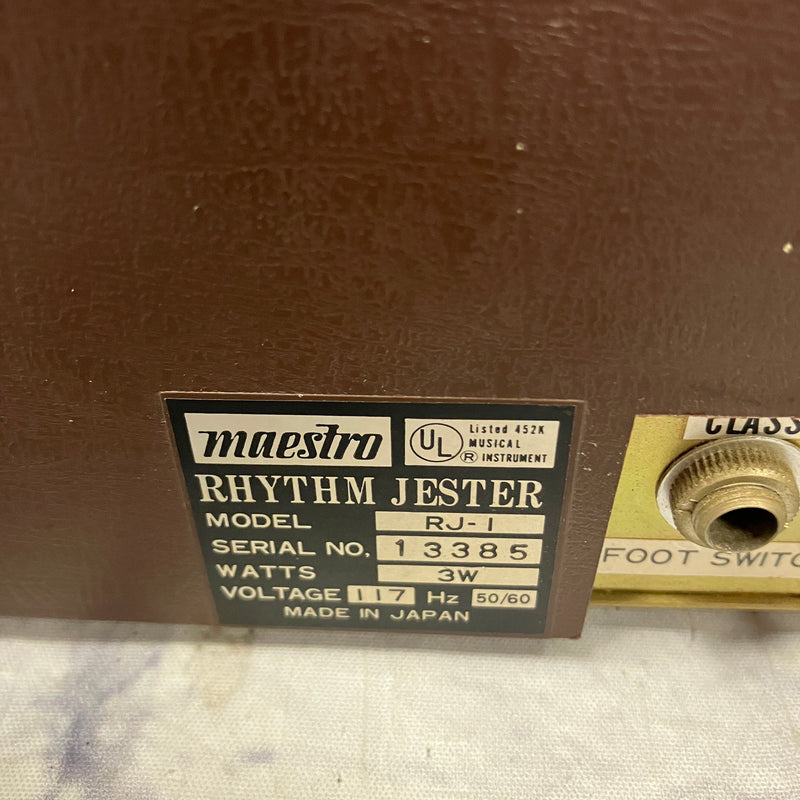 maestro
UL Listed 452K
MUSICAL
® INSTRUMENT
RHYTHM JESTER
MODEL RJ-1
SERIAL NO. 13385
WATTS 3W
VOLTAGE 117 Hz 50/60
MADE IN JAPAN
CLASS
FOOT SWITC